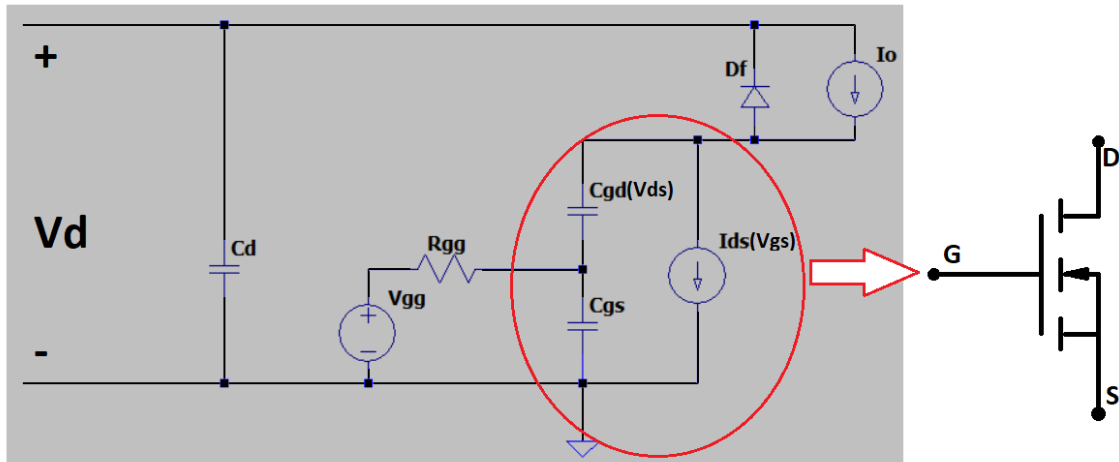 +
Df
Io
D
Cgd(Vds)
Vd
Cd
Rgg
Ids(Vgs)
G
Vgg
+
-
Cgs
-
S